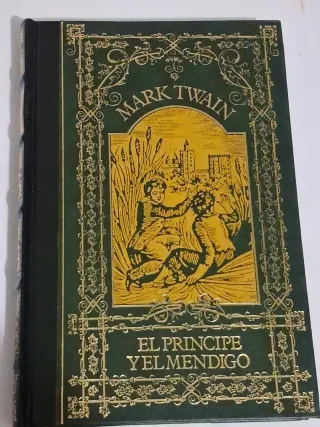 MARK TWAIN
EL PRINCIPE
Y EL MENDIGO